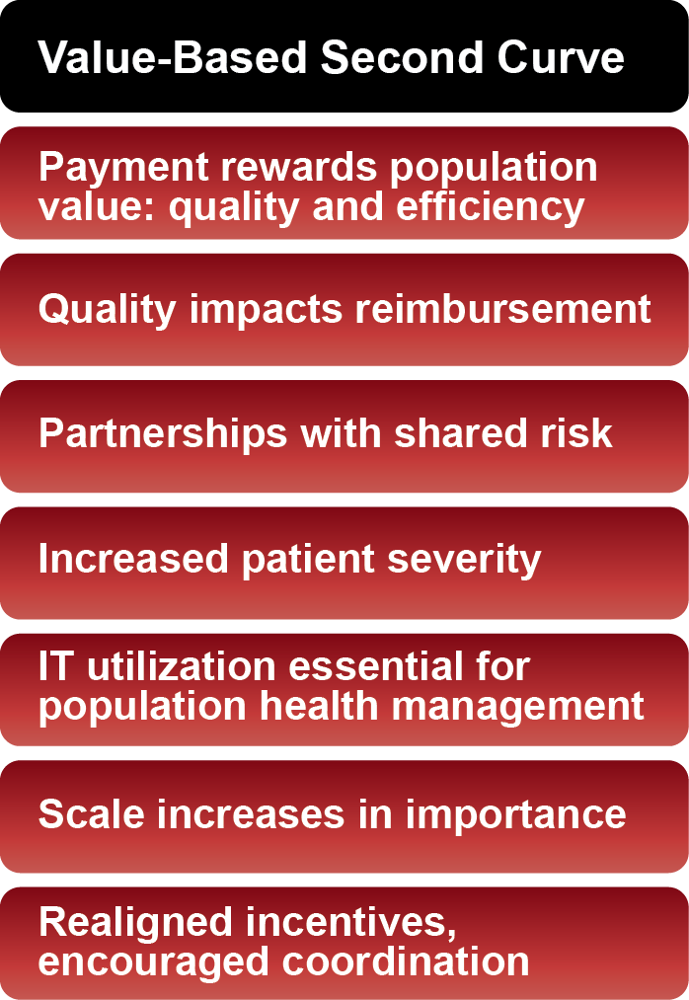 Value-Based Second Curve
Payment rewards population
value: quality and efficiency
Quality impacts reimbursement
Partnerships with shared risk
Increased patient severity
IT utilization essential for
population health management
Scale increases in importance
Realigned incentives,
encouraged coordination